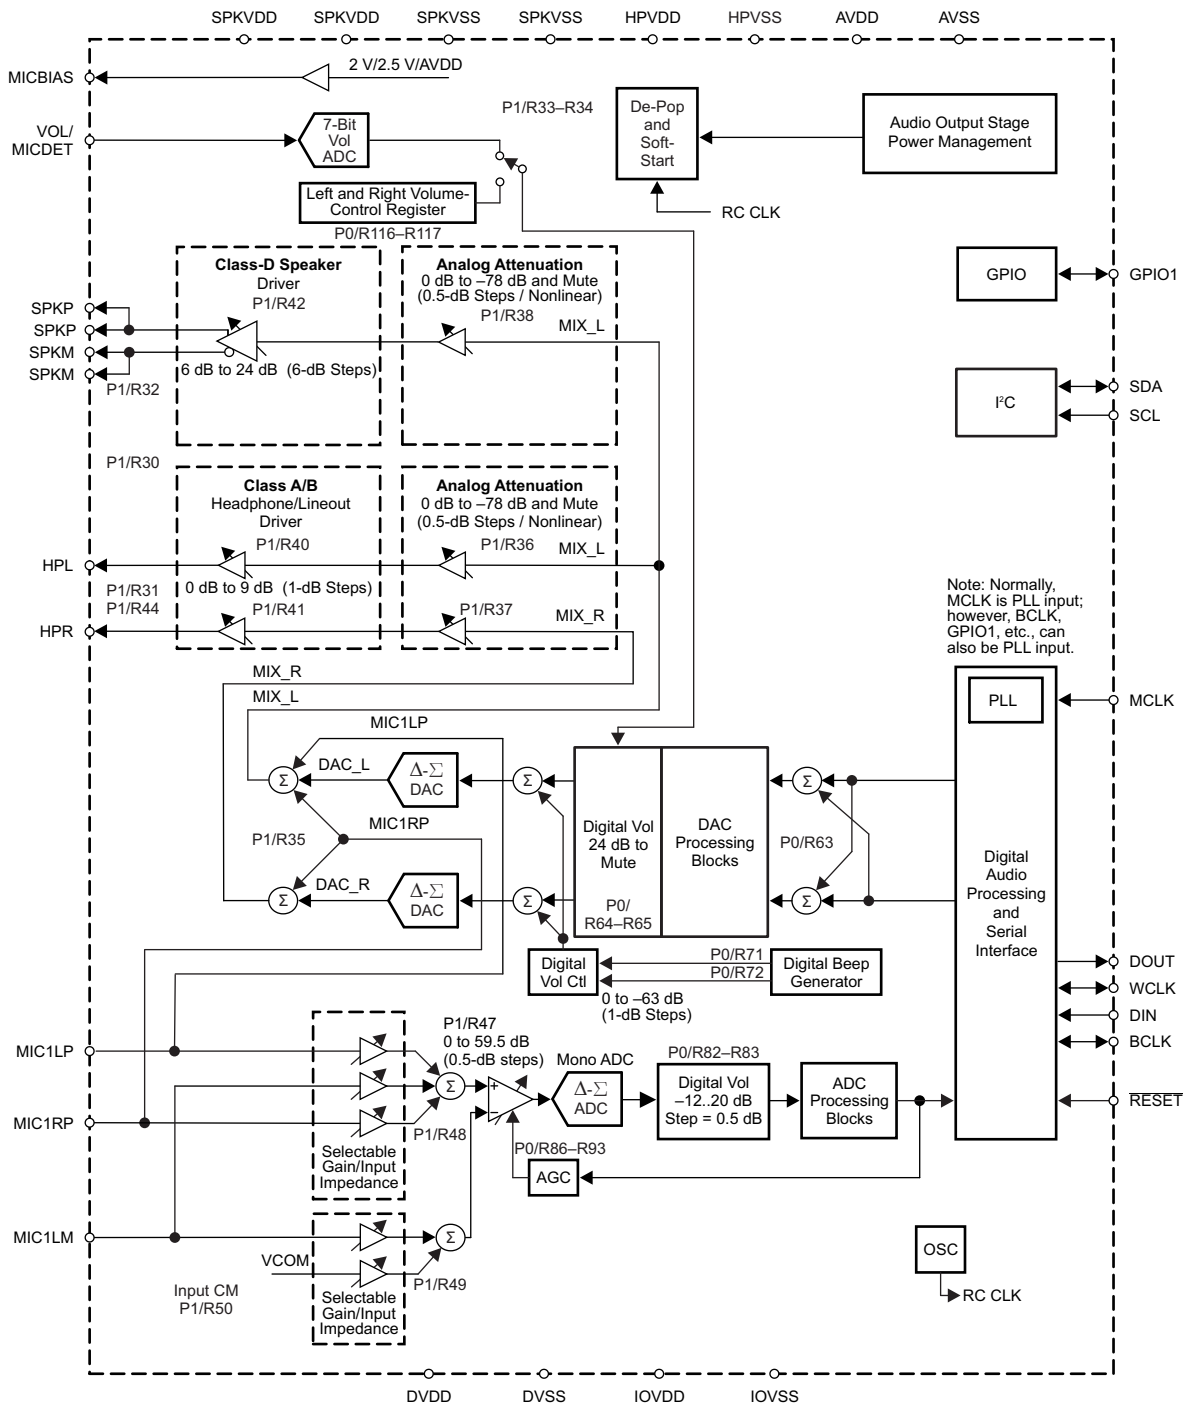 SPKVDD SPKVDD SPKVSS SPKVSS HPVDD HPVSS AVDD AVSS
MICBIAS
2 V/2.5 V/AVDD
VOL/
MICDET
7-Bit
Vol
ADC
P1/R33–R34
De-Pop
and
Soft-
Start
Audio Output Stage
Power Management
RC CLK
Left and Right Volume-
Control Register
P0/R116–R117
GPIO
GPIO1
Class-D Speaker
Driver
P1/R42
6 dB to 24 dB (6-dB Steps)
Analog Attenuation
0 dB to –78 dB and Mute
(0.5-dB Steps / Nonlinear)
P1/R38
MIX_L
SPKP
SPKP
SPKM
SPKM
P1/R32
I²C
SDA
SCL
P1/R30
Class A/B
Headphone/Lineout
Driver
P1/R40
0 dB to 9 dB (1-dB Steps)
P1/R41
Analog Attenuation
0 dB to –78 dB and Mute
(0.5-dB Steps / Nonlinear)
P1/R36
MIX_L
P1/R37
MIX_R
HPL
P1/R31
P1/R44
HPR
Note: Normally,
MCLK is PLL input;
however, BCLK,
GPIO1, etc., can
also be PLL input.
MIX_R
MIX_L
MIC1LP
PLL
MCLK
Σ
DAC_L
Δ-Σ
DAC
Σ
Digital Vol
24 dB to
Mute
P0/
R64–R65
DAC
Processing
Blocks
Σ
P0/R63
P1/R35
MIC1RP
Σ
DAC_R
Δ-Σ
DAC
Σ
Σ
Digital
Audio
Processing
and
Serial
Interface
Digital
Vol Ctl
P0/R71
P0/R72
Digital Beep
Generator
0 to –63 dB
(1-dB Steps)
DOUT
WCLK
DIN
BCLK
RESET
MIC1LP
MIC1RP
MIC1LM
P1/R47
0 to 59.5 dB
(0.5-dB steps)
Σ
P1/R48
+
–
Mono ADC
Δ-Σ
ADC
P0/R82–R83
Digital Vol
–12..20 dB
Step = 0.5 dB
ADC
Processing
Blocks
Selectable
Gain/Input
Impedance
P0/R86–R93
AGC
Σ
VCOM
P1/R49
Input CM
P1/R50
Selectable
Gain/Input
Impedance
OSC
RC CLK
DVDD DVSS IOVDD IOVSS